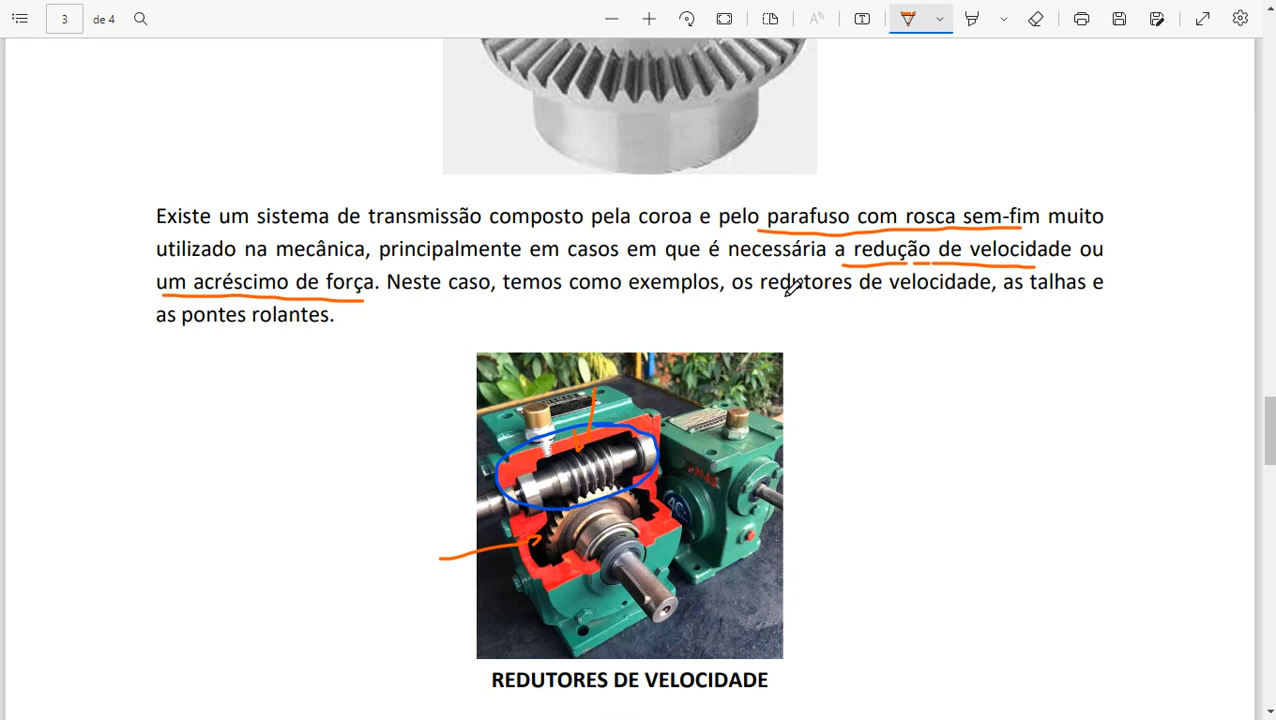 3 de 4
Existe um sistema de transmissão composto pela coroa e pelo parafuso com rosca sem-fim muito
utilizado na mecânica, principalmente em casos em que é necessária a redução de velocidade ou
um acréscimo de força. Neste caso, temos como exemplos, os redutores de velocidade, as talhas e
as pontes rolantes.
REDUTORES DE VELOCIDADE